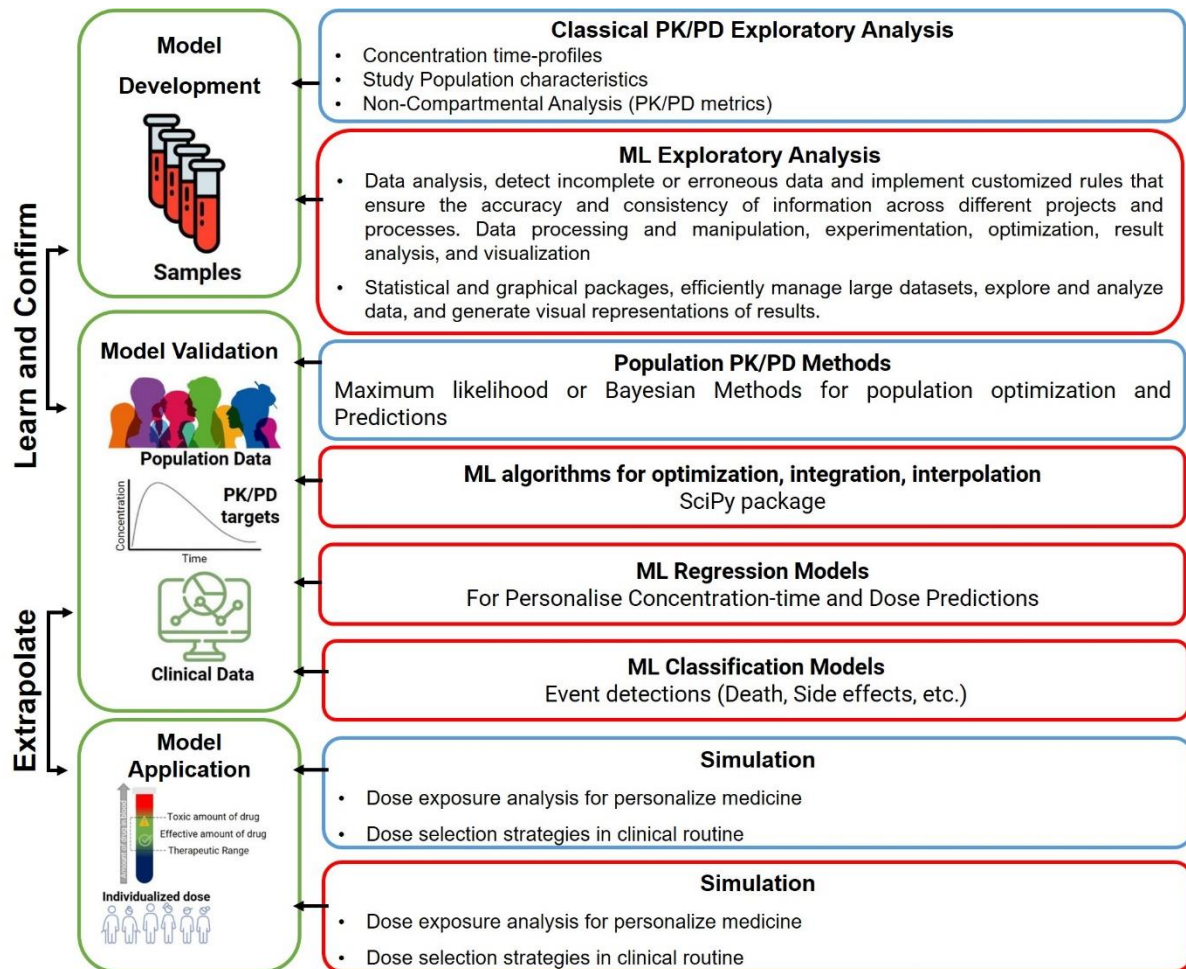 Learn and Confirm
Extrapolate
Model
Development
Samples
Classical PK/PD Exploratory Analysis
• Concentration time-profiles
• Study Population characteristics
• Non-Compartmental Analysis (PK/PD metrics)
ML Exploratory Analysis
• Data analysis, detect incomplete or erroneous data and implement customized rules that
ensure the accuracy and consistency of information across different projects and
processes. Data processing and manipulation, experimentation, optimization, result
analysis, and visualization
• Statistical and graphical packages, efficiently manage large datasets, explore and analyze
data, and generate visual representations of results.
Model Validation
Population Data
PK/PD
targets
Concentration
Time
Clinical Data
Population PK/PD Methods
Maximum likelihood or Bayesian Methods for population optimization and
Predictions
ML algorithms for optimization, integration, interpolation
SciPy package
ML Regression Models
For Personalise Concentration-time and Dose Predictions
ML Classification Models
Event detections (Death, Side effects, etc.)
Model
Application
Amount of drug in blood
Toxic amount of drug
Effective amount of drug
Therapeutic Range
Individualized dose
Simulation
• Dose exposure analysis for personalize medicine
• Dose selection strategies in clinical routine
Simulation
• Dose exposure analysis for personalize medicine
• Dose selection strategies in clinical routine